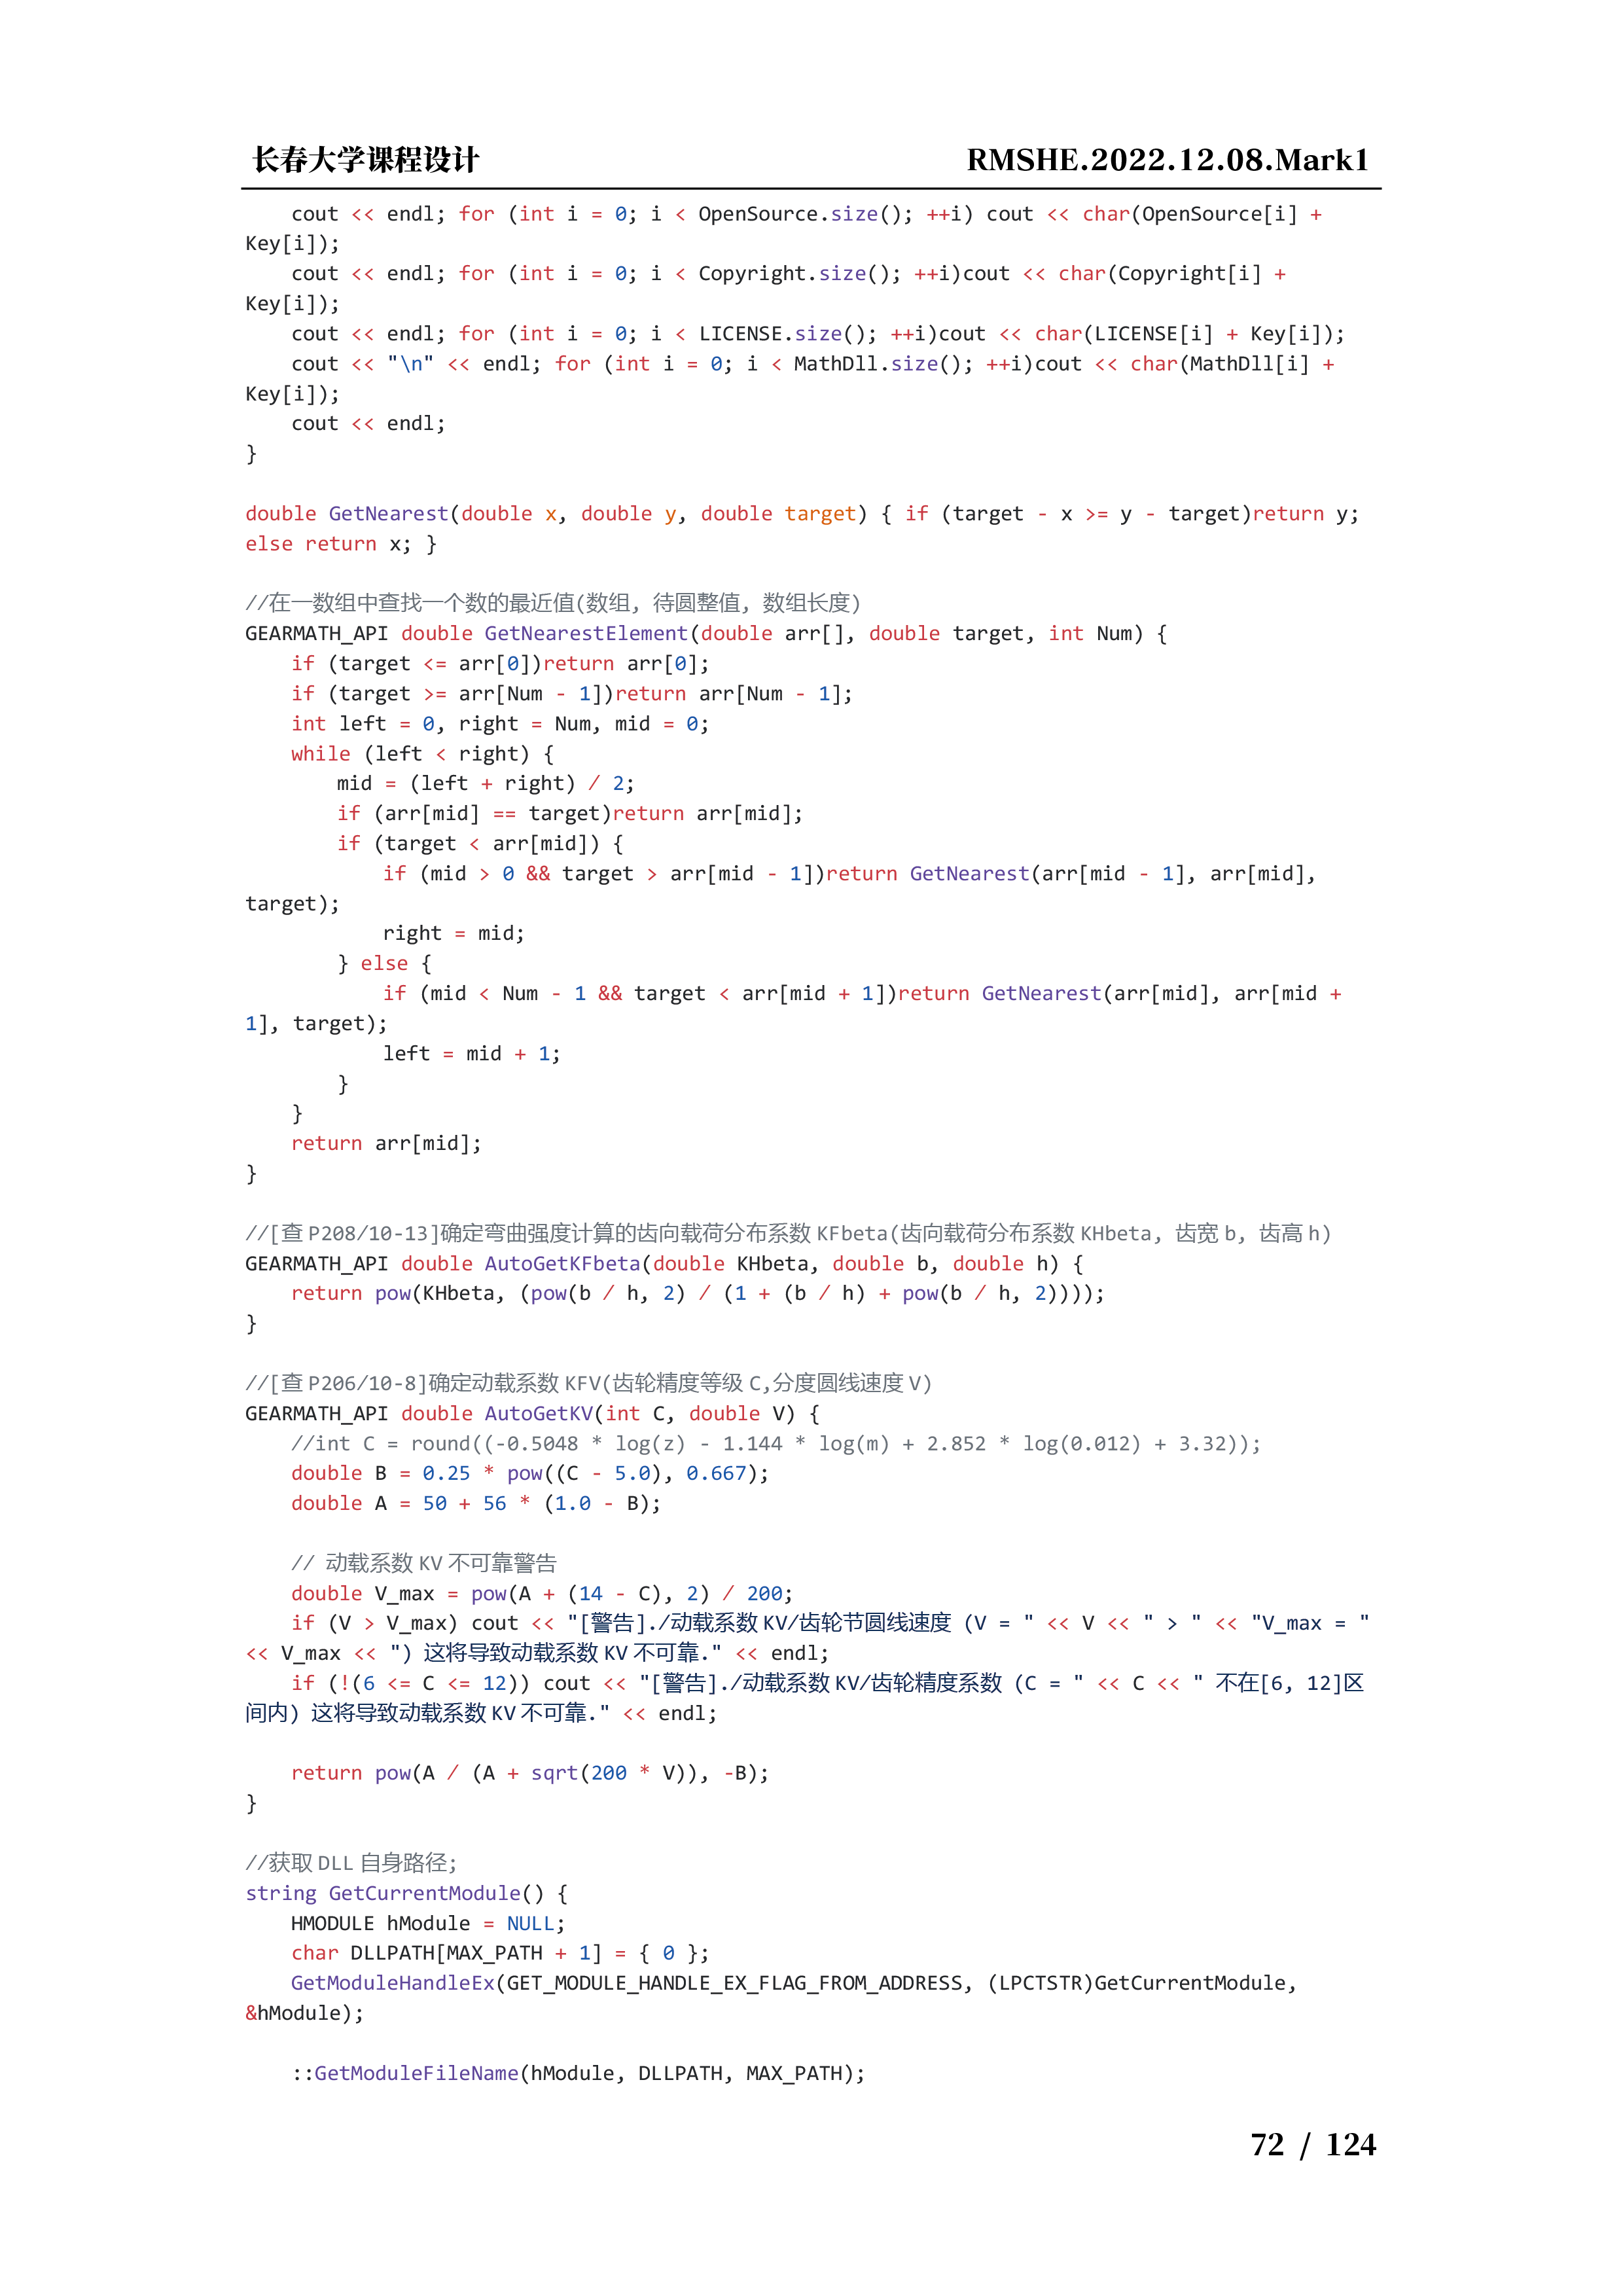 长春大学课程设计 RMSHE.2022.12.08.Mark1
    cout << endl; for (int i = 0; i < OpenSource.size(); ++i) cout << char(OpenSource[i] +
Key[i]);
    cout << endl; for (int i = 0; i < Copyright.size(); ++i)cout << char(Copyright[i] +
Key[i]);
    cout << endl; for (int i = 0; i < LICENSE.size(); ++i)cout << char(LICENSE[i] + Key[i]);
    cout << "\n" << endl; for (int i = 0; i < MathDll.size(); ++i)cout << char(MathDll[i] +
Key[i]);
    cout << endl;
}

double GetNearest(double x, double y, double target) { if (target - x >= y - target)return y;
else return x; }

//在一数组中查找一个数的最近值(数组, 待圆整值, 数组长度)
GEARMATH_API double GetNearestElement(double arr[], double target, int Num) {
    if (target <= arr[0])return arr[0];
    if (target >= arr[Num - 1])return arr[Num - 1];
    int left = 0, right = Num, mid = 0;
    while (left < right) {
        mid = (left + right) / 2;
        if (arr[mid] == target)return arr[mid];
        if (target < arr[mid]) {
            if (mid > 0 && target > arr[mid - 1])return GetNearest(arr[mid - 1], arr[mid],
target);
            right = mid;
        } else {
            if (mid < Num - 1 && target < arr[mid + 1])return GetNearest(arr[mid], arr[mid +
1], target);
            left = mid + 1;
        }
    }
    return arr[mid];
}

//[查 P208/10-13]确定弯曲强度计算的齿向载荷分布系数 KFbeta(齿向载荷分布系数 KHbeta, 齿宽 b, 齿高 h)
GEARMATH_API double AutoGetKFbeta(double KHbeta, double b, double h) {
    return pow(KHbeta, (pow(b / h, 2) / (1 + (b / h) + pow(b / h, 2))));
}

//[查 P206/10-8]确定动载系数 KFV(齿轮精度等级 C,分度圆线速度 V)
GEARMATH_API double AutoGetKV(int C, double V) {
    //int C = round((-0.5048 * log(z) - 1.144 * log(m) + 2.852 * log(0.012) + 3.32));
    double B = 0.25 * pow((C - 5.0), 0.667);
    double A = 50 + 56 * (1.0 - B);

    // 动载系数 KV 不可靠警告
    double V_max = pow(A + (14 - C), 2) / 200;
    if (V > V_max) cout << "[警告]./动载系数 KV/齿轮节圆线速度 (V = " << V << " > " << "V_max = "
<< V_max << ") 这将导致动载系数 KV 不可靠." << endl;
    if (!(6 <= C <= 12)) cout << "[警告]./动载系数 KV/齿轮精度系数 (C = " << C << " 不在[6, 12]区
间内) 这将导致动载系数 KV 不可靠." << endl;

    return pow(A / (A + sqrt(200 * V)), -B);
}

//获取 DLL 自身路径;
string GetCurrentModule() {
    HMODULE hModule = NULL;
    char DLLPATH[MAX_PATH + 1] = { 0 };
    GetModuleHandleEx(GET_MODULE_HANDLE_EX_FLAG_FROM_ADDRESS, (LPCTSTR)GetCurrentModule,
&hModule);

    ::GetModuleFileName(hModule, DLLPATH, MAX_PATH);
72 / 124